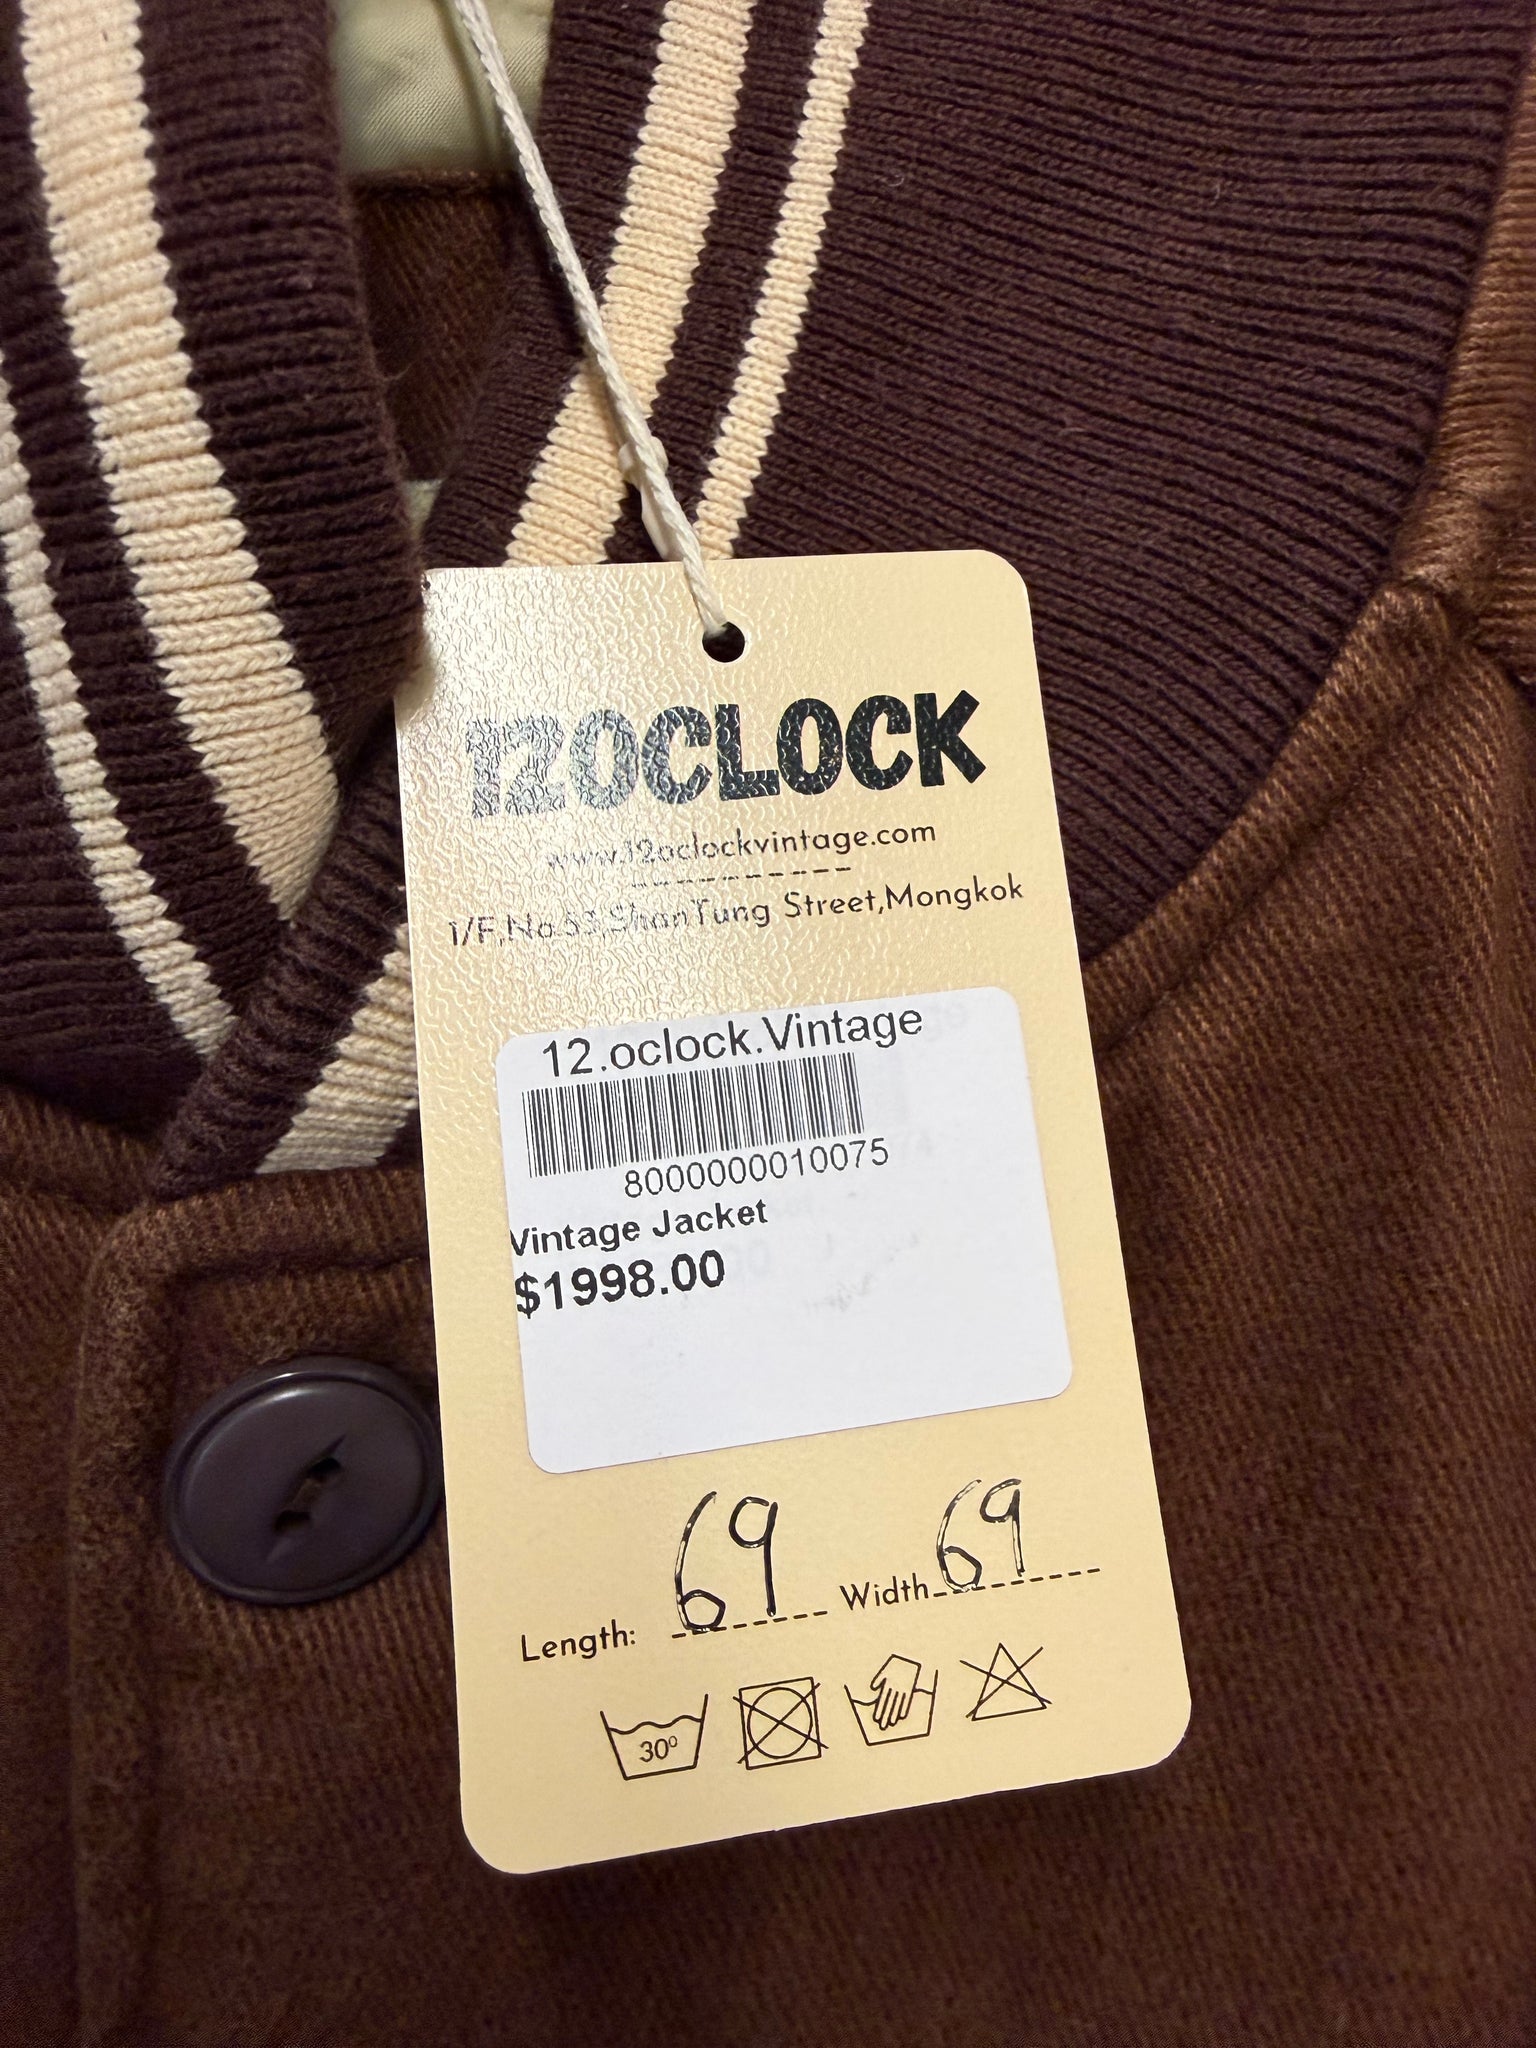 12OCLOCK
www.12oclockvintage.com
1/F,No.53,ShanTung Street,Mongkok
12.oclock.Vintage
8000000010075
Vintage Jacket
$1998.00
Length: 69 Width 69
30°